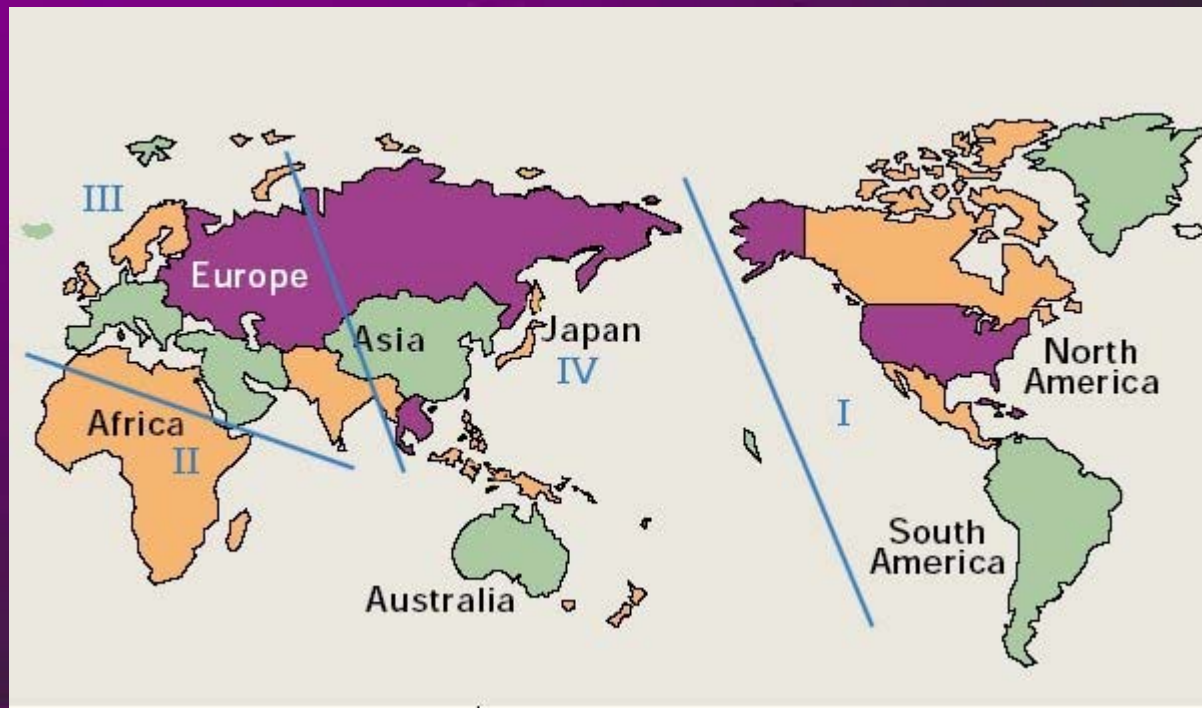 III
Europe
Asia
Japan
IV
Africa
II
Australia
I
North
America
South
America